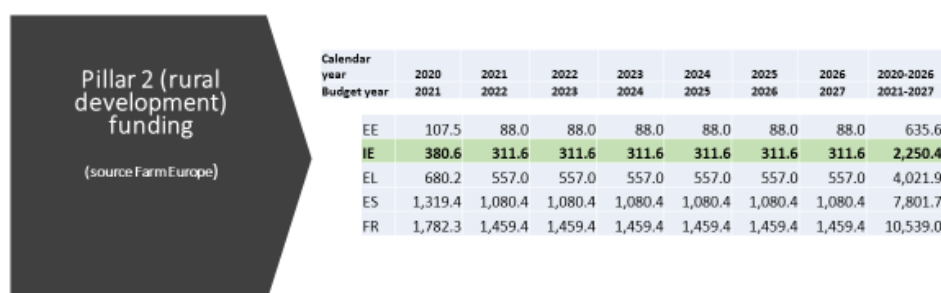 Pillar 2 (rural
development)
funding
(source Farm Europe)
Calendar
year 2020 2021 2022 2023 2024 2025 2026 2020-2026
Budget year 2021 2022 2023 2024 2025 2026 2027 2021-2027
EE 107.5 88.0 88.0 88.0 88.0 88.0 88.0 635.6
IE 380.6 311.6 311.6 311.6 311.6 311.6 311.6 2,250.4
EL 680.2 557.0 557.0 557.0 557.0 557.0 557.0 4,021.9
ES 1,319.4 1,080.4 1,080.4 1,080.4 1,080.4 1,080.4 1,080.4 7,801.7
FR 1,782.3 1,459.4 1,459.4 1,459.4 1,459.4 1,459.4 1,459.4 10,539.0